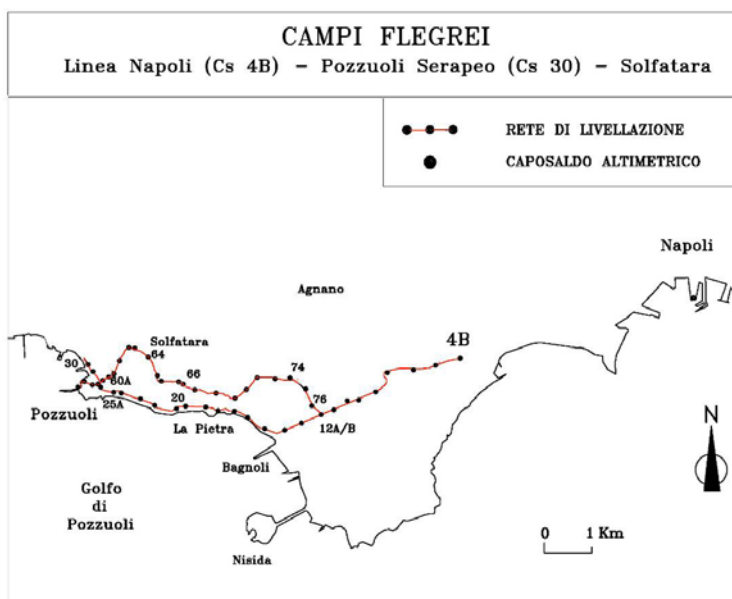 CAMPI FLEGREI
Linea Napoli (Cs 4B) – Pozzuoli Serapeo (Cs 30) – Solfatara
RETE DI LIVELLAZIONE
CAPOSALDO ALTIMETRICO
Napoli
Agnano
Solfatara
4B
30
64
60A
66
74
76
25A
20
12A/B
Pozzuoli
La Pietra
Bagnoli
N
Golfo
di
Pozzuoli
0 1 Km
Nisida